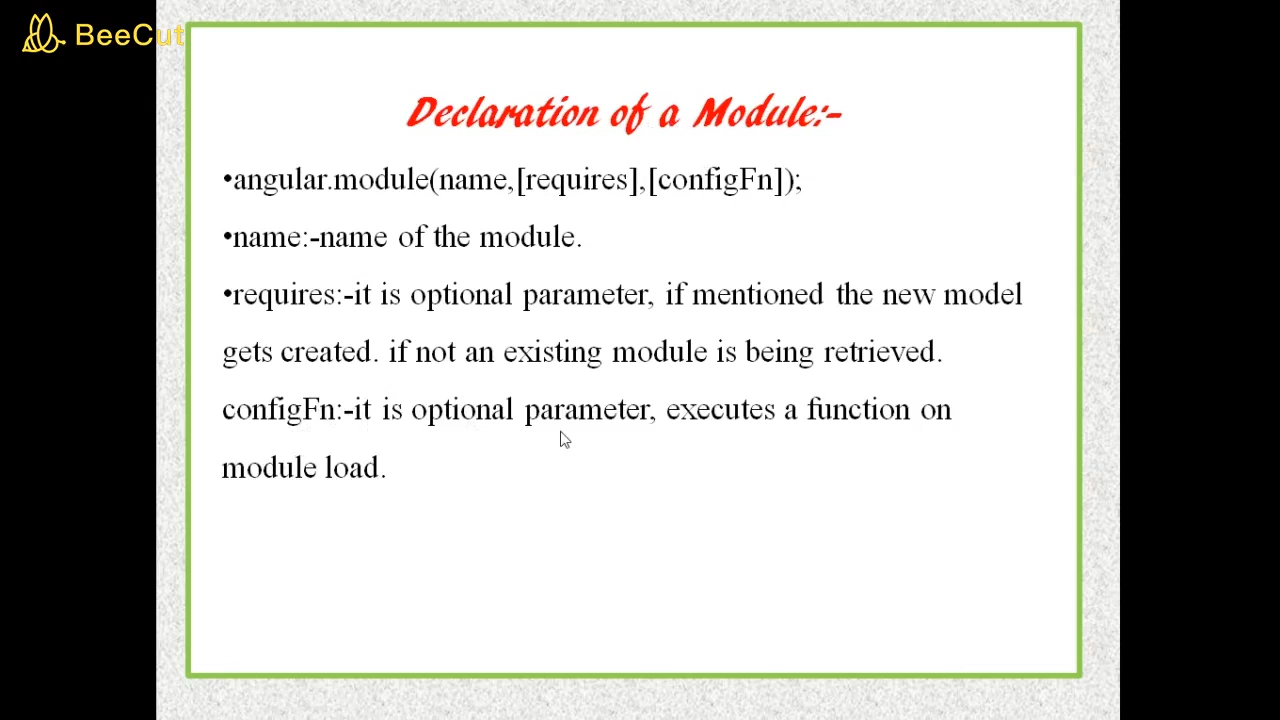 BeeCut
Declaration of a Module:-
•angular.module(name,[requires],[configFn]);
•name:-name of the module.
•requires:-it is optional parameter, if mentioned the new model
gets created. if not an existing module is being retrieved.
configFn:-it is optional parameter, executes a function on
module load.